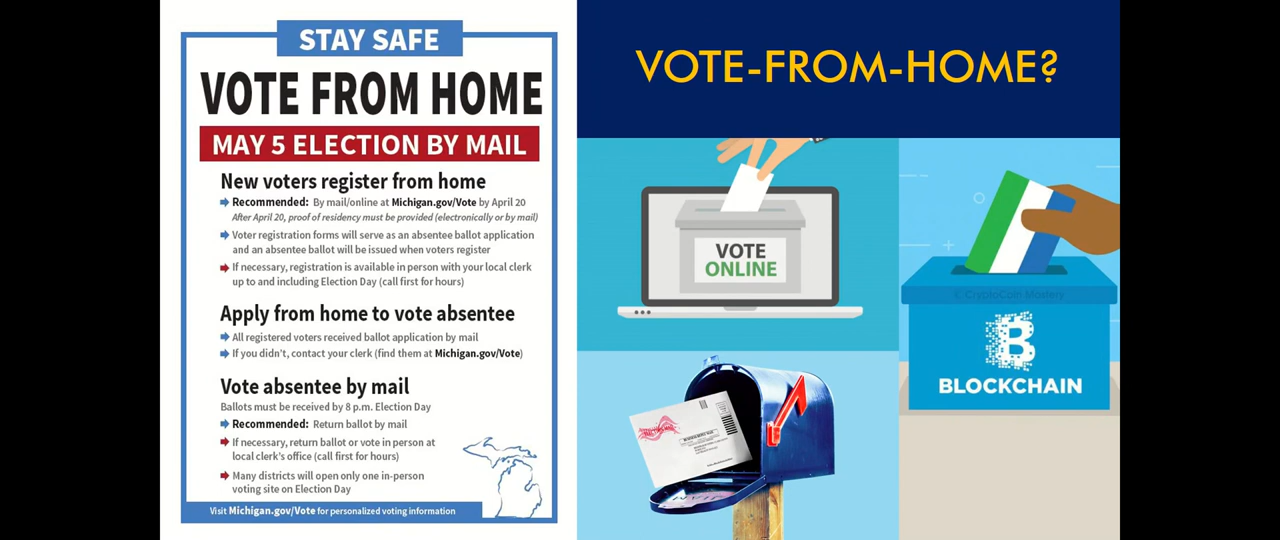 STAY SAFE
VOTE FROM HOME
MAY 5 ELECTION BY MAIL
New voters register from home
Recommended: By mail/online at Michigan.gov/Vote by April 20
After April 20, proof of residency must be provided (electronically or by mail)
Voter registration forms will serve as an absentee ballot application
and an absentee ballot will be issued when voters register
If necessary, registration is available in person with your local clerk
up to and including Election Day (call first for hours)
Apply from home to vote absentee
All registered voters received ballot application by mail
If you didn't, contact your clerk (find them at Michigan.gov/Vote)
Vote absentee by mail
Ballots must be received by 8 p.m. Election Day
Recommended: Return ballot by mail
If necessary, return ballot or vote in person at
local clerk's office (call first for hours)
Many districts will open only one in-person
voting site on Election Day
Visit Michigan.gov/Vote for personalized voting information
VOTE-FROM-HOME?
VOTE
ONLINE
© CryptoCoin Mastery
BLOCKCHAIN